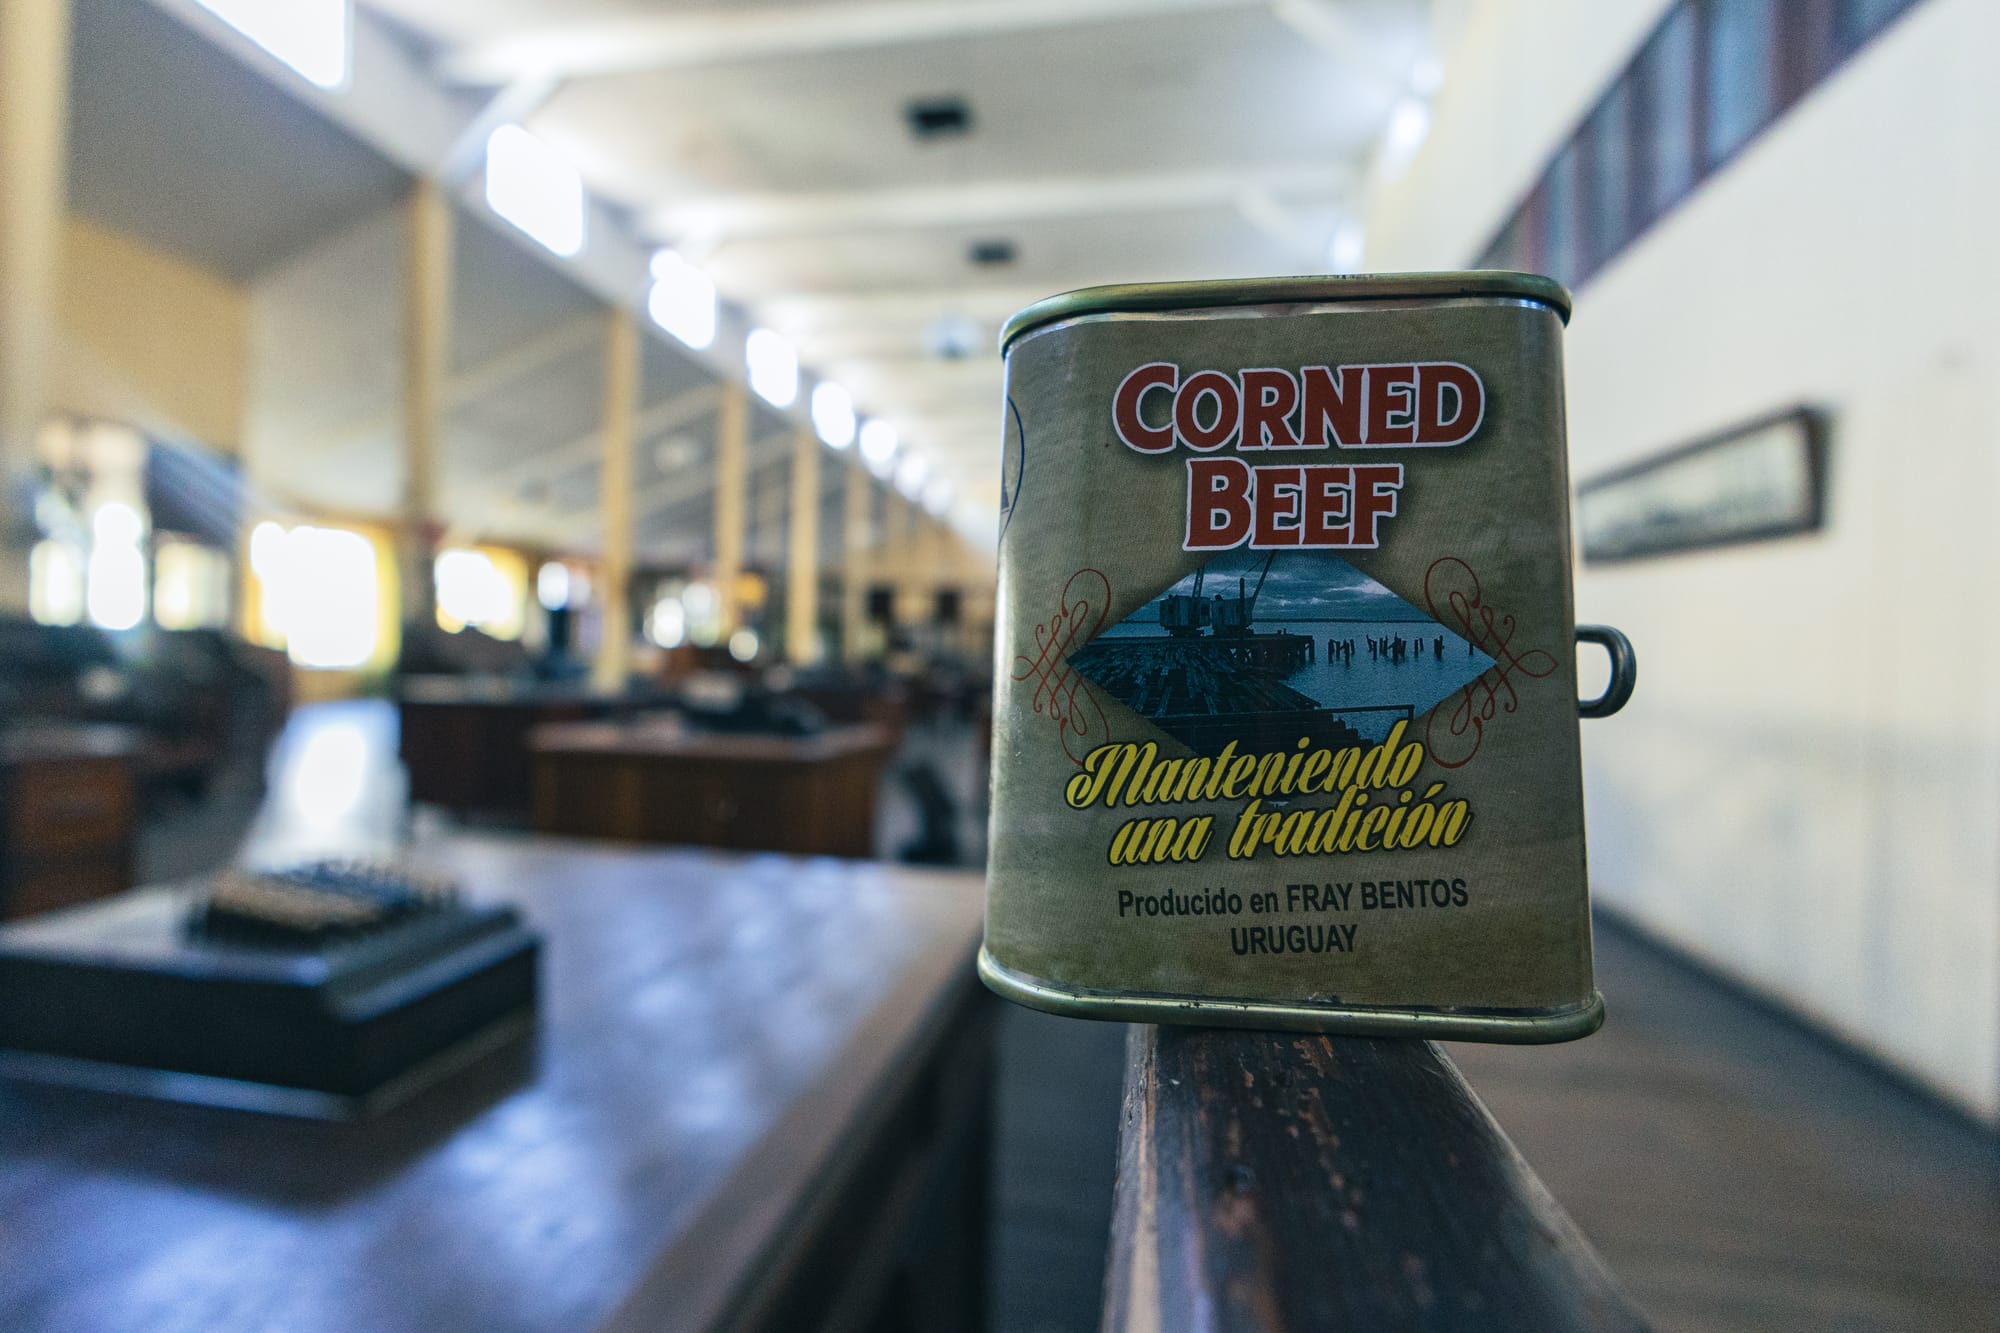 CORNED
BEEF
Manteniendo
una tradición
Producido en FRAY BENTOS
URUGUAY